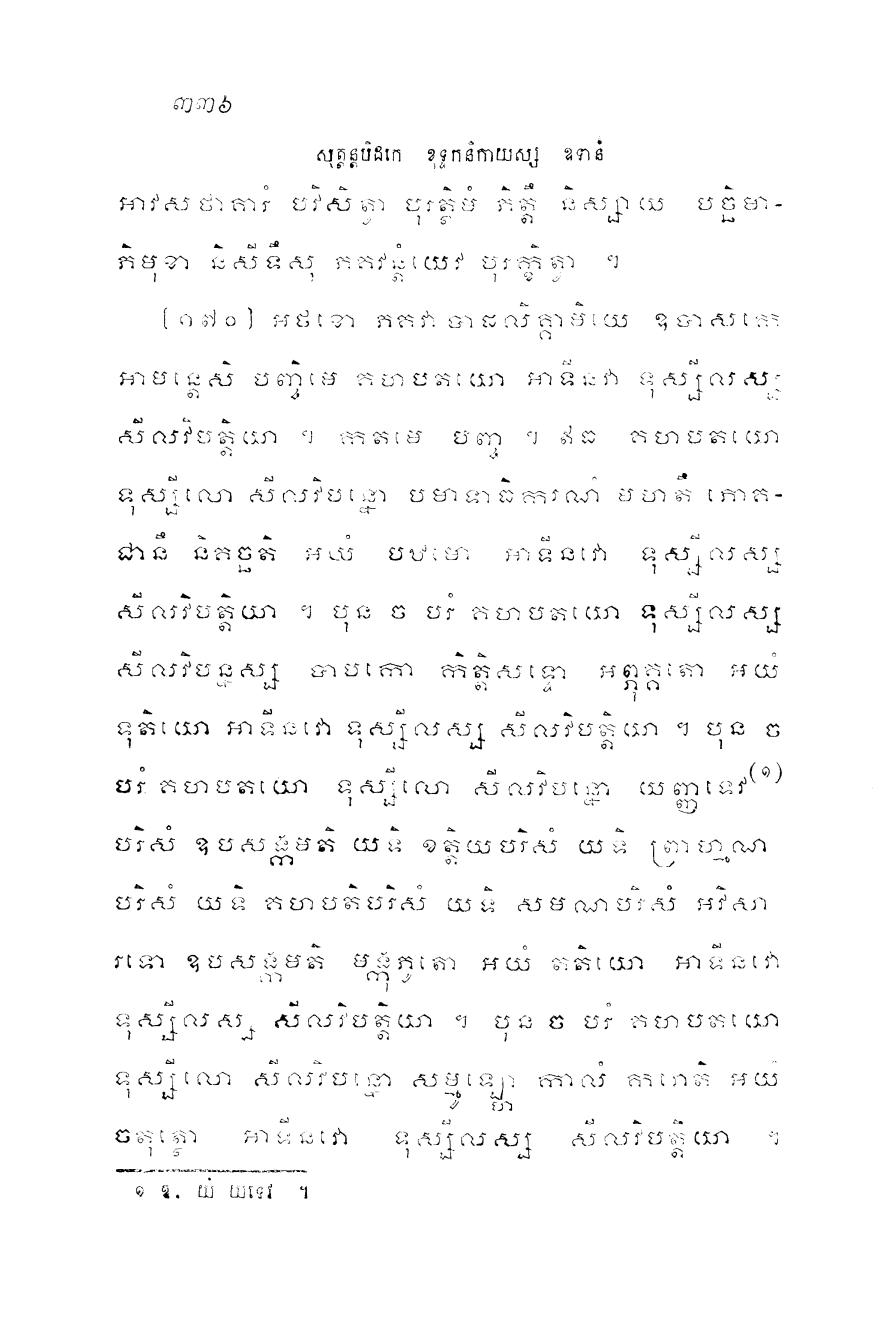 ៣៣៦
សុត្តន្តបិដកេ ខុទ្ទកនិកាយស្ស ឧទានំ
អាវសថាគារំ បវិសិត្វា បុរត្ថិមំ ភិត្តឹ និស្សាយ បច្ឆិមា-
ភិមុខា និសីទឹសុ ភគវន្តំយេវ បុរក្ខិត្វា ។
[១៧០] អថខោ ភគវា បាដលិគ្គាមិយេ ឧបាសកេ
អាមន្តេសិ បញ្ចិមេ គហបតយោ អាទីនវា ទុស្សីលស្ស
សីលវិបត្តិយា ។ កតមេ បញ្ច ។ ឥធ គហបតយោ
ទុស្សីលោ សីលវិបន្នោ បមាទាធិករណំ មហតឹ ភោគ-
ជានឹ និគច្ឆតិ អយំ បឋមោ អាទីនវោ ទុស្សីលស្ស
សីលវិបត្តិយា ។ បុន ច បរំ គហបតយោ ទុស្សីលស្ស
សីលវិបន្នស្ស បាបកោ កិត្តិសទ្ទោ អព្ភុគ្គតោ អយំ
ទុតិយោ អាទីនវោ ទុស្សីលស្ស សីលវិបត្តិយា ។ បុន ច
បរំ គហបតយោ ទុស្សីលោ សីលវិបន្នោ យញ្ញទេវ(១)
បរិសំ ឧបសង្កមតិ យទិ ខត្តិយបរិសំ យទិ ព្រាហ្មណ
បរិសំ យទិ គហបតិបរិសំ យទិ សមណបរិសំ អវិសា
រទោ ឧបសង្កមតិ មង្កុភូតោ អយំ តតិយោ អាទីនវោ
ទុស្សីលស្ស សីលវិបត្តិយា ។ បុន ច បរំ គហបតយោ
ទុស្សីលោ សីលវិបន្នោ សម្មូឡ្ហោ កាលំ ករោតិ អយំ
ចតុត្ថោ អាទីនវោ ទុស្សីលស្ស សីលវិបត្តិយា ។
១ ឱ. យំ យទេវ ។